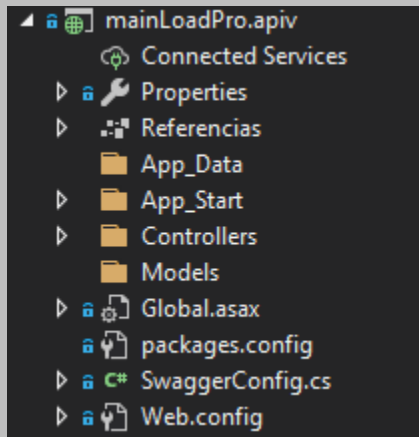 mainLoadPro.apiv
Connected Services
Properties
Referencias
App_Data
App_Start
Controllers
Models
Global.asax
packages.config
C# SwaggerConfig.cs
Web.config